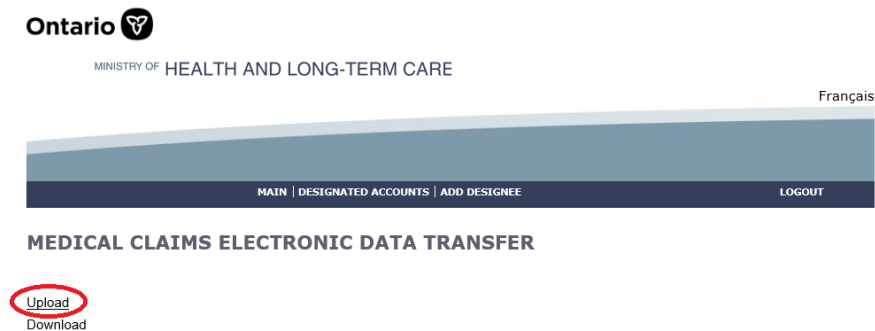 Ontario
MINISTRY OF HEALTH AND LONG-TERM CARE
Français
MAIN | DESIGNATED ACCOUNTS | ADD DESIGNEE LOGOUT
MEDICAL CLAIMS ELECTRONIC DATA TRANSFER
Upload
Download